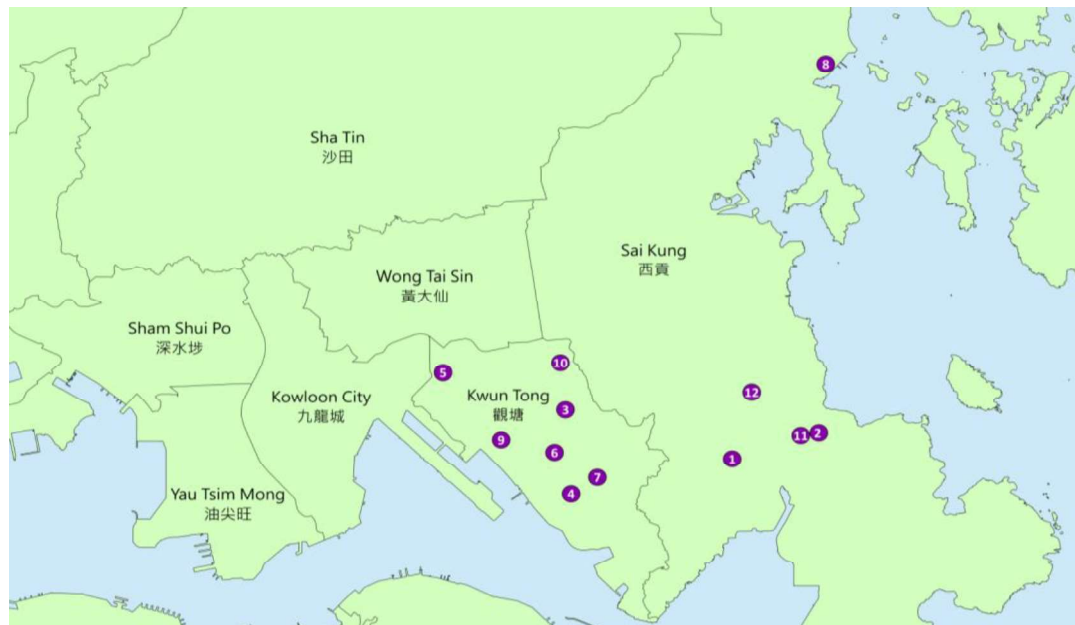 8
Sha Tin
沙田
Sai Kung
西貢
Wong Tai Sin
黃大仙
Sham Shui Po
深水埗
10
5
Kwun Tong
觀塘
12
Kowloon City
九龍城
3
9
11
2
6
1
7
4
Yau Tsim Mong
油尖旺